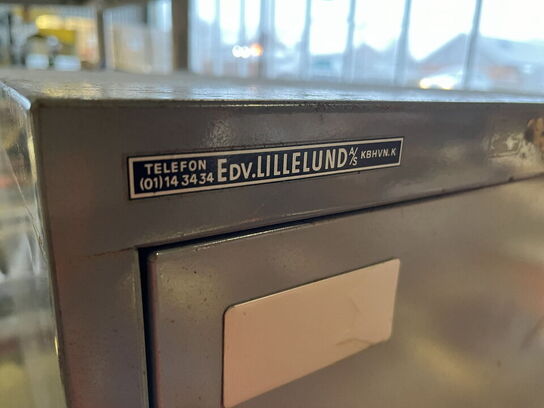 TELEFON
(01) 14 34 34
EDV. LILLELUND A/S KBHVN. K